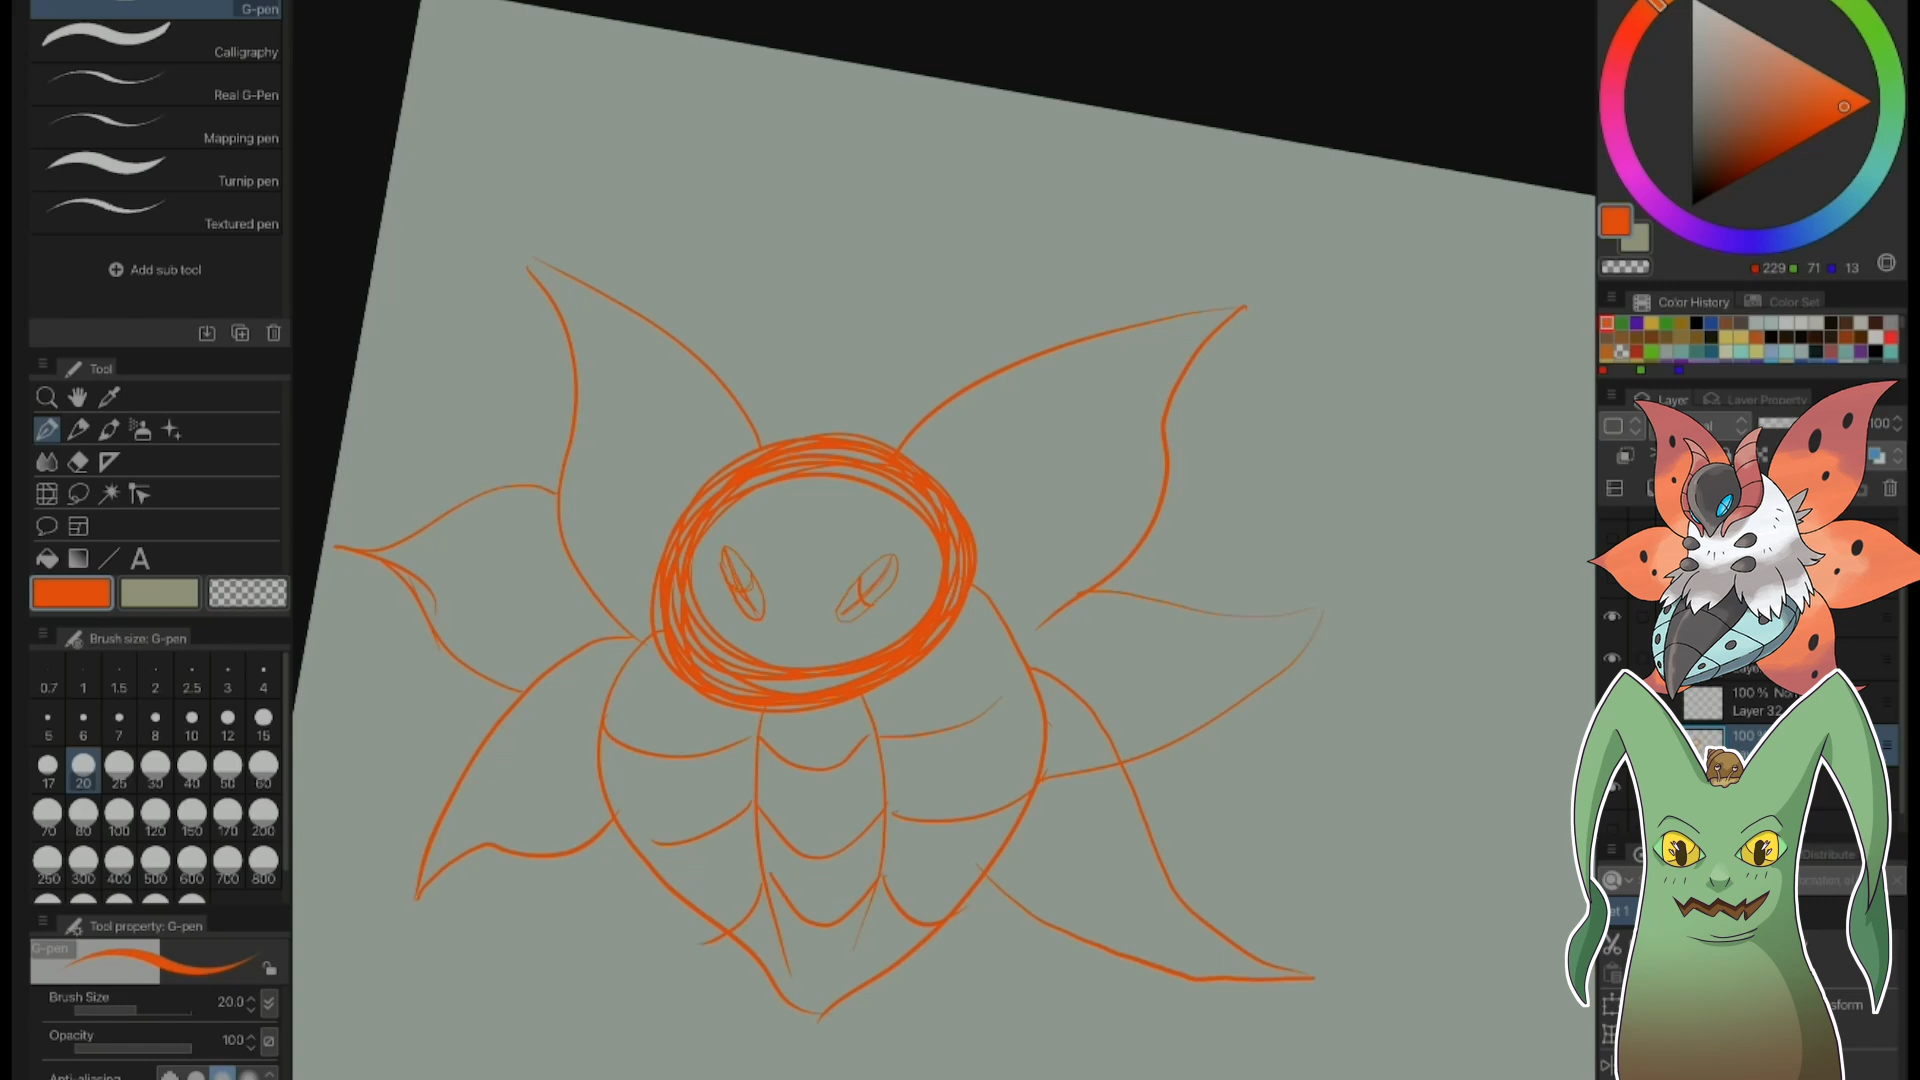 G-pen
Calligraphy
Real G-Pen
Mapping pen
Turnip pen
Textured pen
Add sub tool
Tool
Brush size: G-pen
0.7 1 1.5 2 2.5 3 4
5 6 7 8 10 12 15
17 20 25 30 40 50 60
70 80 100 120 150 170 200
250 300 400 500 600 700 800
Tool property: G-pen
G-pen
Brush Size 20.0
Opacity 100
229 71 13
Color History Color Set
Layer Layer Property
100
100 %
Layer 32
100
Distribute